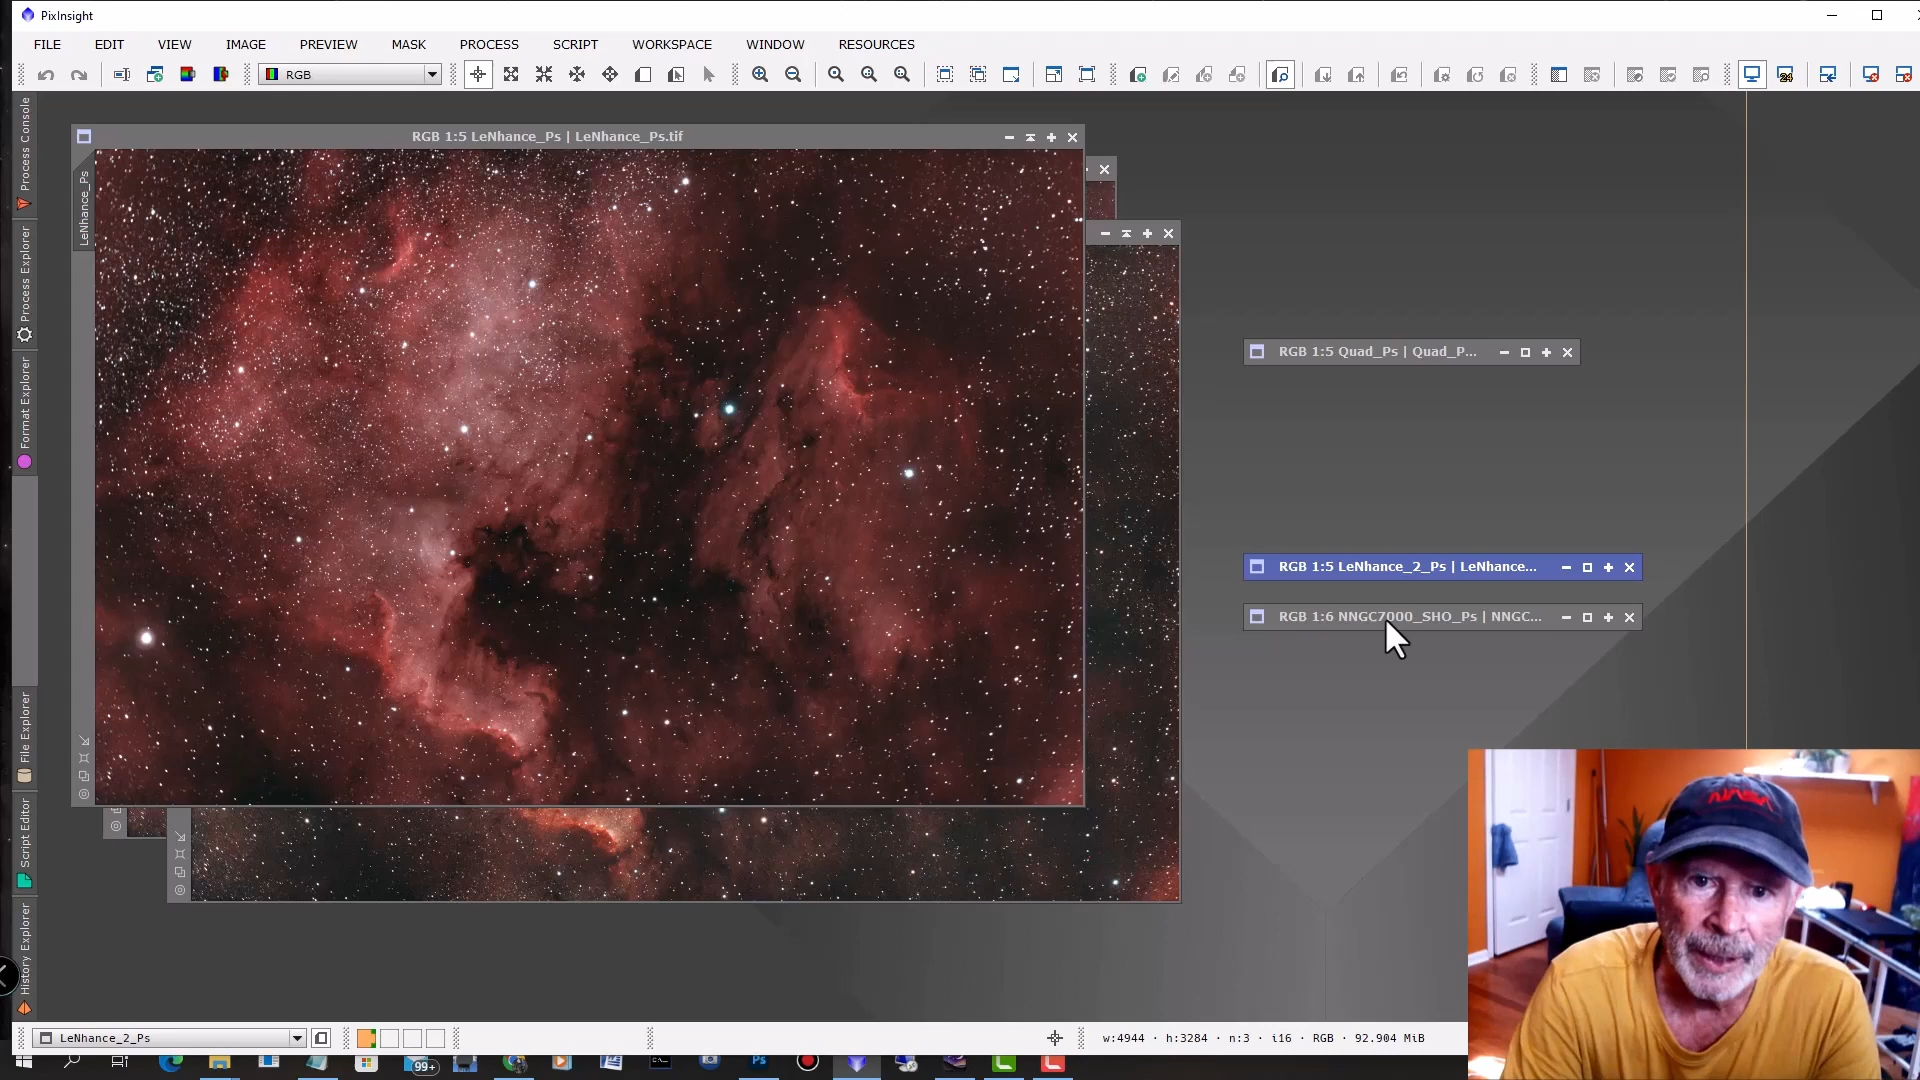 PixInsight
FILE EDIT VIEW IMAGE PREVIEW MASK PROCESS SCRIPT WORKSPACE WINDOW RESOURCES
RGB
24
RGB 1:5 LeNhance_Ps | LeNhance_Ps.tif
LeNhance_Ps
Process Console
Process Explorer
Format Explorer
File Explorer
Script Editor
History Explorer
RGB 1:5 Quad_Ps | Quad_P...
RGB 1:5 LeNhance_2_Ps | LeNhance...
RGB 1:6 NNGC7000_SHO_Ps | NNGC...
NASA
LeNhance_2_Ps
w:4944 · h:3284 · n:3 · i16 · RGB · 92.904 MiB
99+
Ps